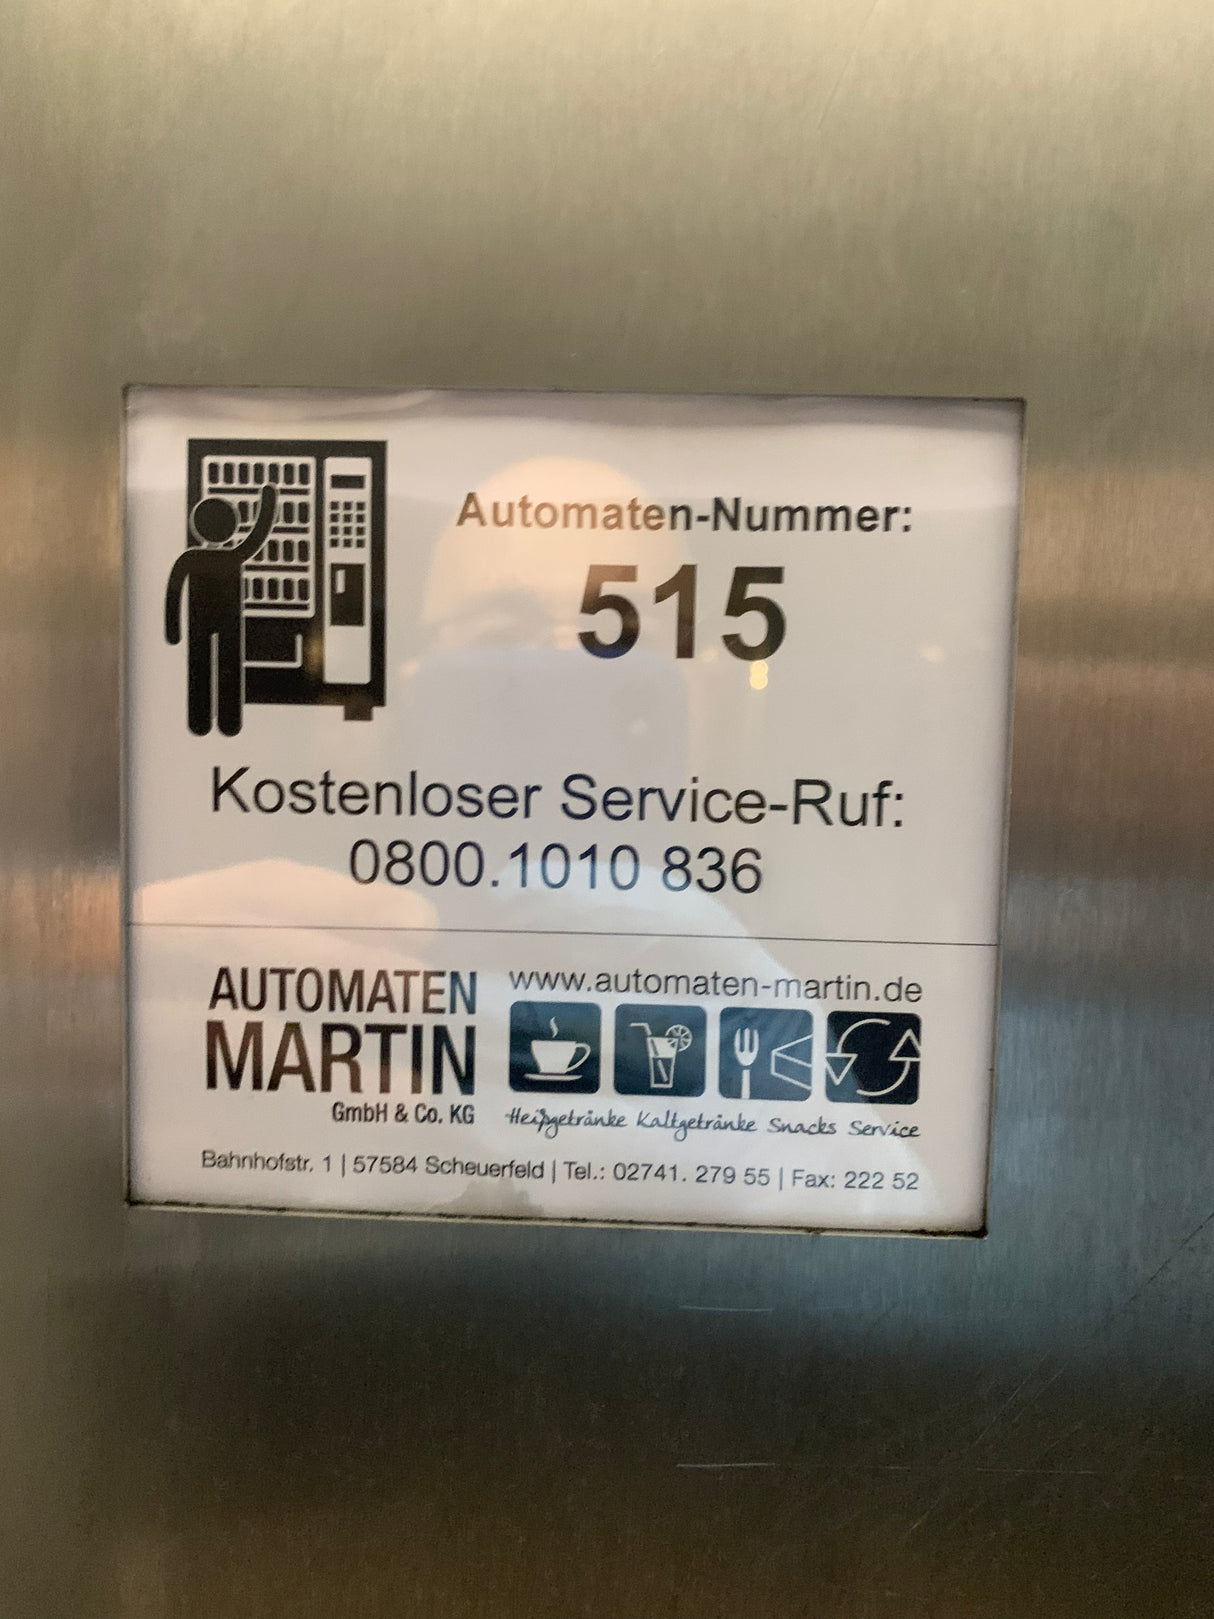 Automaten-Nummer:
515
Kostenloser Service-Ruf:
0800.1010 836
AUTOMATEN
MARTIN
GmbH & Co. KG
www.automaten-martin.de
Heißgetränke Kaltgetränke Snacks Service
Bahnhofstr. 1 | 57584 Scheuerfeld | Tel.: 02741. 279 55 | Fax: 222 52